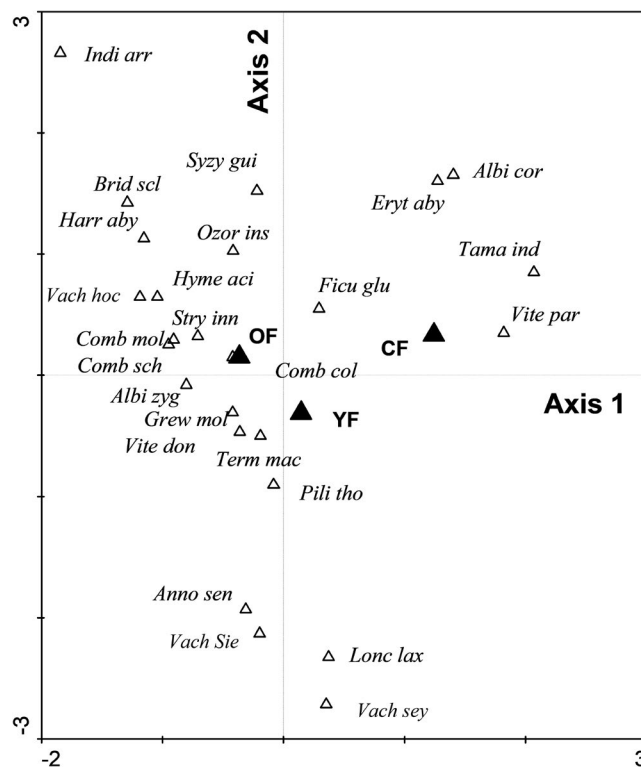 3
Axis 2
Indi arr
Syzy gui
Albi cor
Brid scl
Eryt aby
Harr aby
Ozor ins
Tama ind
Hyme aci
Ficu glu
Vach hoc
Stry inn
Vite par
Comb mol
OF
CF
Comb sch
Comb col
Albi zyg
Axis 1
Grew mol
YF
Vite don
Term mac
Pili tho
Anno sen
Vach Sie
Lonc lax
Vach sey
-3
-2
3